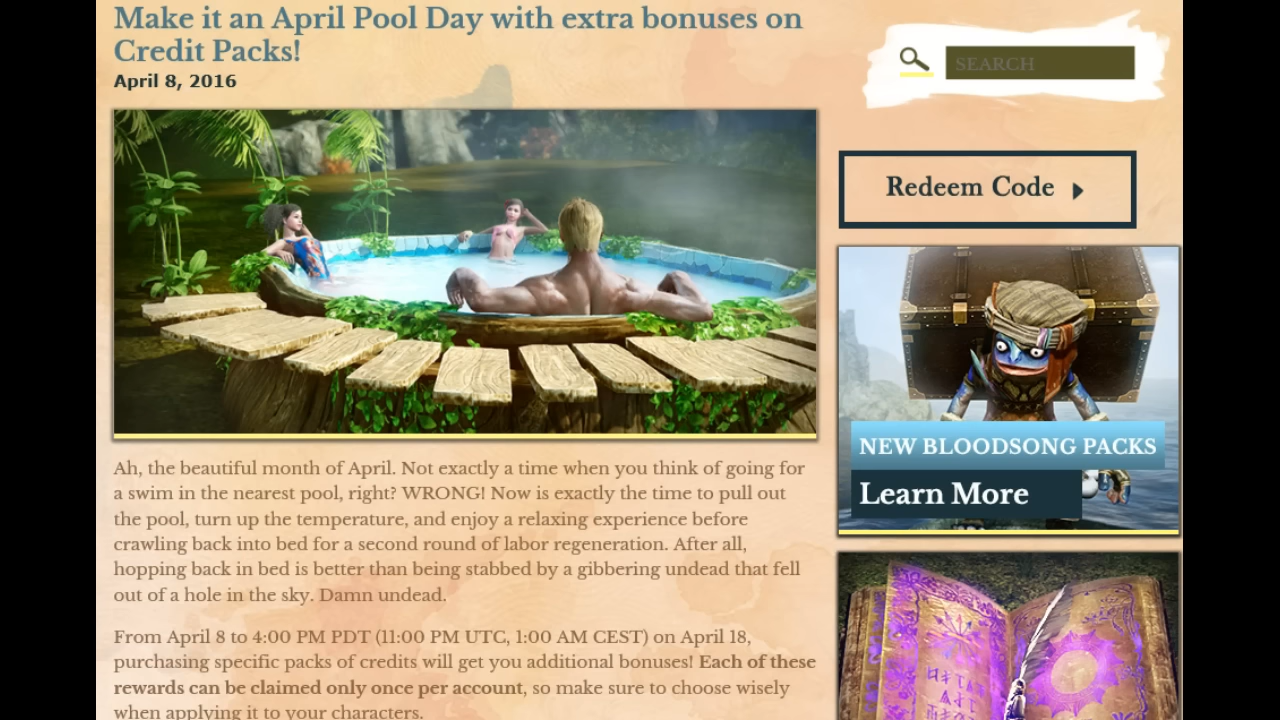 Make it an April Pool Day with extra bonuses on
Credit Packs!
April 8, 2016
Ah, the beautiful month of April. Not exactly a time when you think of going for
a swim in the nearest pool, right? WRONG! Now is exactly the time to pull out
the pool, turn up the temperature, and enjoy a relaxing experience before
crawling back into bed for a second round of labor regeneration. After all,
hopping back in bed is better than being stabbed by a gibbering undead that fell
out of a hole in the sky. Damn undead.
From April 8 to 4:00 PM PDT (11:00 PM UTC, 1:00 AM CEST) on April 18,
purchasing specific packs of credits will get you additional bonuses! Each of these
rewards can be claimed only once per account, so make sure to choose wisely
when applying it to your characters.
SEARCH
Redeem Code
NEW BLOODSONG PACKS
Learn More